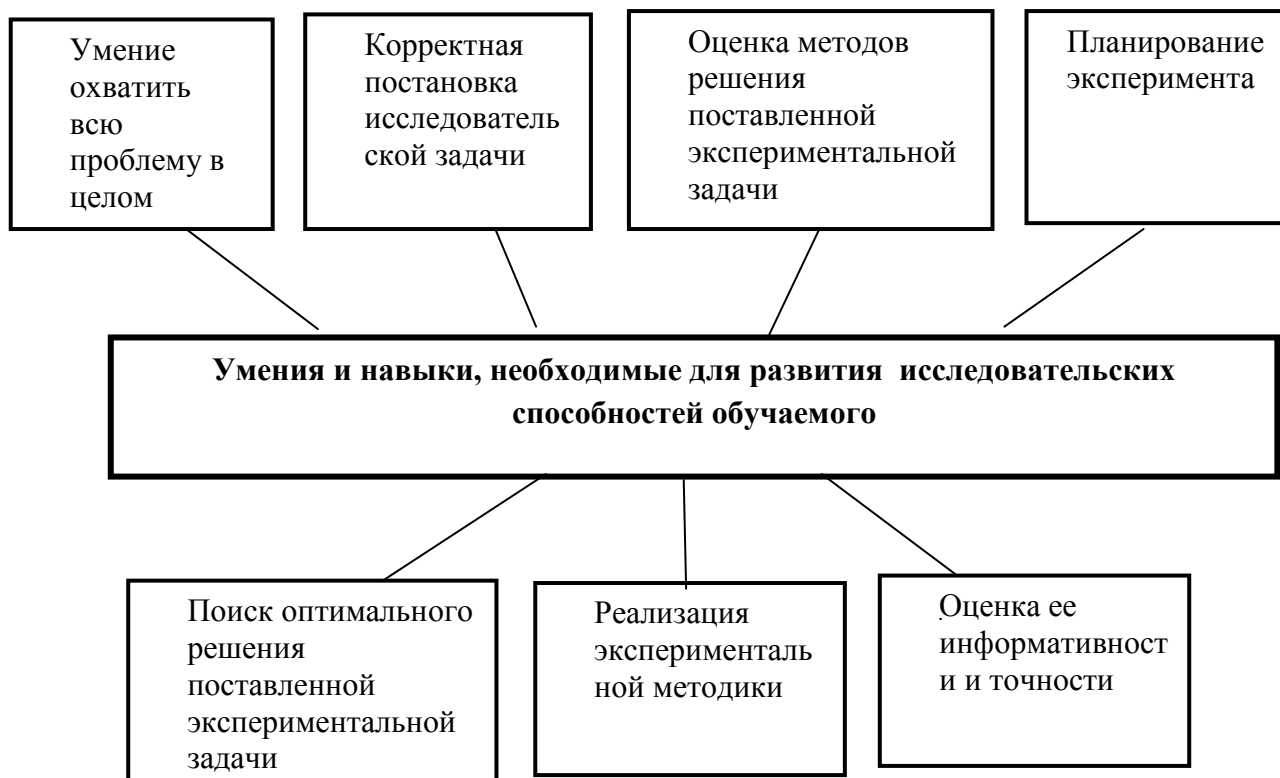 Умение
охватить
всю
проблему в
целом
Корректная
постановка
исследователь
ской задачи
Оценка методов
решения
поставленной
экспериментальной
задачи
Планирование
эксперимента
Умения и навыки, необходимые для развития  исследовательских
способностей обучаемого
Поиск оптимального
решения
поставленной
экспериментальной
задачи
Реализация
эксперименталь
ной методики
Оценка ее
информативност
и и точности